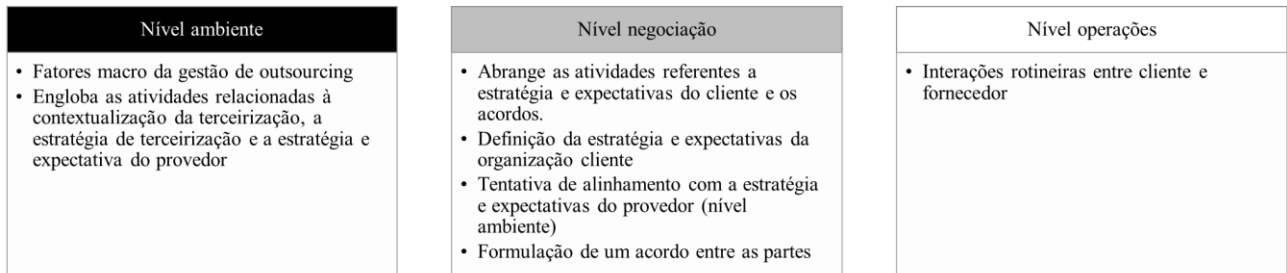 Nível ambiente
• Fatores macro da gestão de outsourcing
• Engloba as atividades relacionadas à
contextualização da terceirização, a
estratégia de terceirização e a estratégia e
expectativa do provedor
Nível negociação
• Abrange as atividades referentes a
estratégia e expectativas do cliente e os
acordos.
• Definição da estratégia e expectativas da
organização cliente
• Tentativa de alinhamento com a estratégia
e expectativas do provedor (nível
ambiente)
• Formulação de um acordo entre as partes
Nível operações
• Interações rotineiras entre cliente e
fornecedor